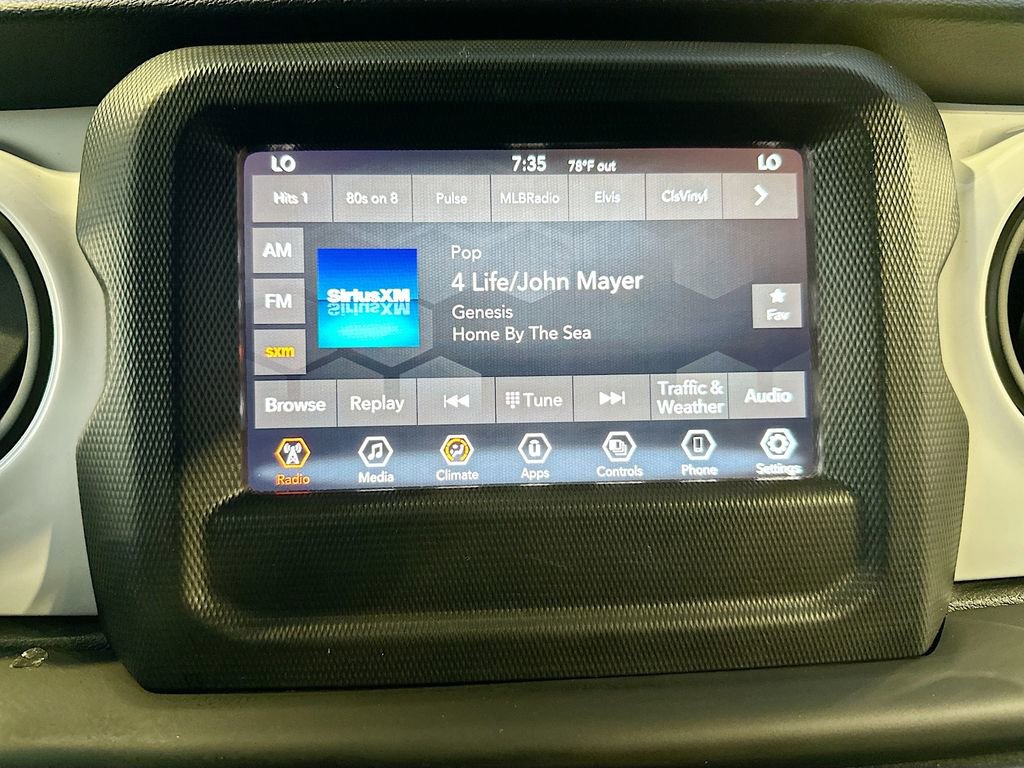 LO 7:35 78°F out LO
Hits 1 80s on 8 Pulse MLBRadio Elvis ClsVinyl
AM
FM
sxm
SiriusXM
Pop
4 Life/John Mayer
Genesis
Home By The Sea
Fav
Browse Replay Tune Traffic & Weather Audio
Radio Media Climate Apps Controls Phone Settings